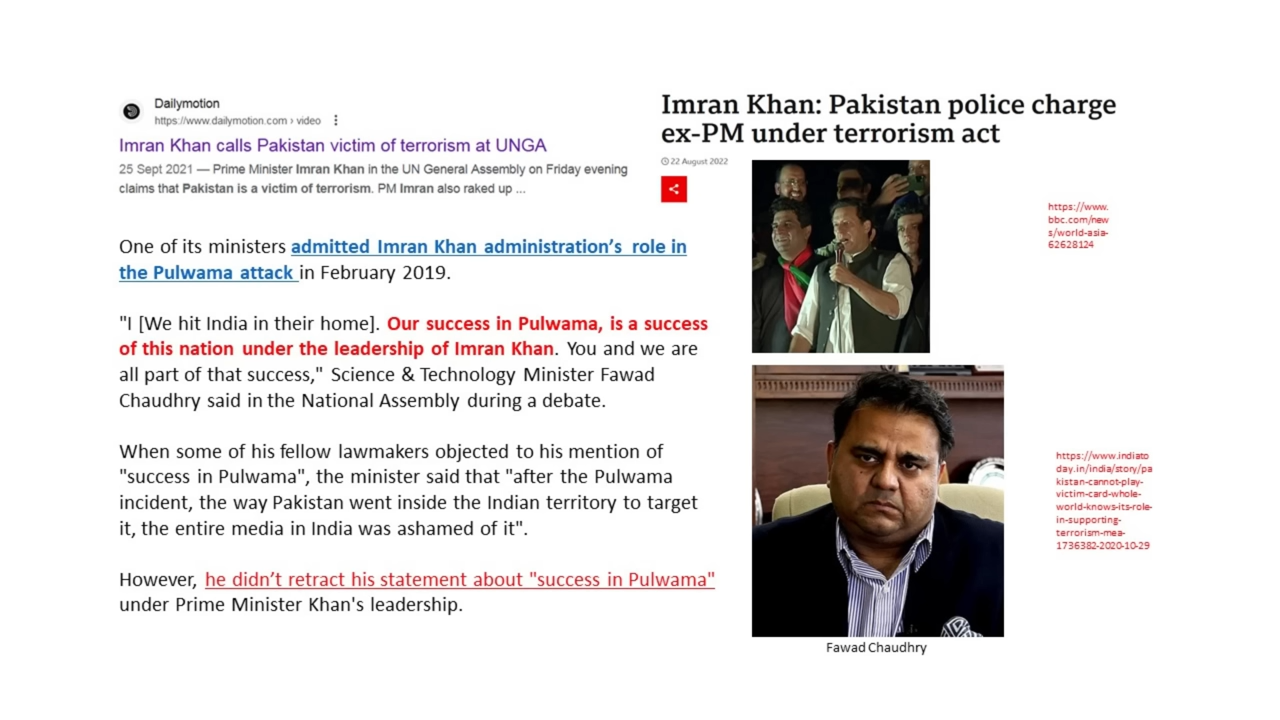 Dailymotion
https://www.dailymotion.com › video
Imran Khan calls Pakistan victim of terrorism at UNGA
25 Sept 2021 — Prime Minister Imran Khan in the UN General Assembly on Friday evening
claims that Pakistan is a victim of terrorism. PM Imran also raked up ...
Imran Khan: Pakistan police charge
ex-PM under terrorism act
22 August 2022
https://www.
bbc.com/new
s/world-asia-
62628124
One of its ministers admitted Imran Khan administration’s role in
the Pulwama attack in February 2019.
"I [We hit India in their home]. Our success in Pulwama, is a success
of this nation under the leadership of Imran Khan. You and we are
all part of that success," Science & Technology Minister Fawad
Chaudhry said in the National Assembly during a debate.
When some of his fellow lawmakers objected to his mention of
"success in Pulwama", the minister said that "after the Pulwama
incident, the way Pakistan went inside the Indian territory to target
it, the entire media in India was ashamed of it".
However, he didn’t retract his statement about "success in Pulwama"
under Prime Minister Khan's leadership.
https://www.indiato
day.in/india/story/pa
kistan-cannot-play-
victim-card-whole-
world-knows-its-role-
in-supporting-
terrorism-mea-
1736382-2020-10-29
Fawad Chaudhry